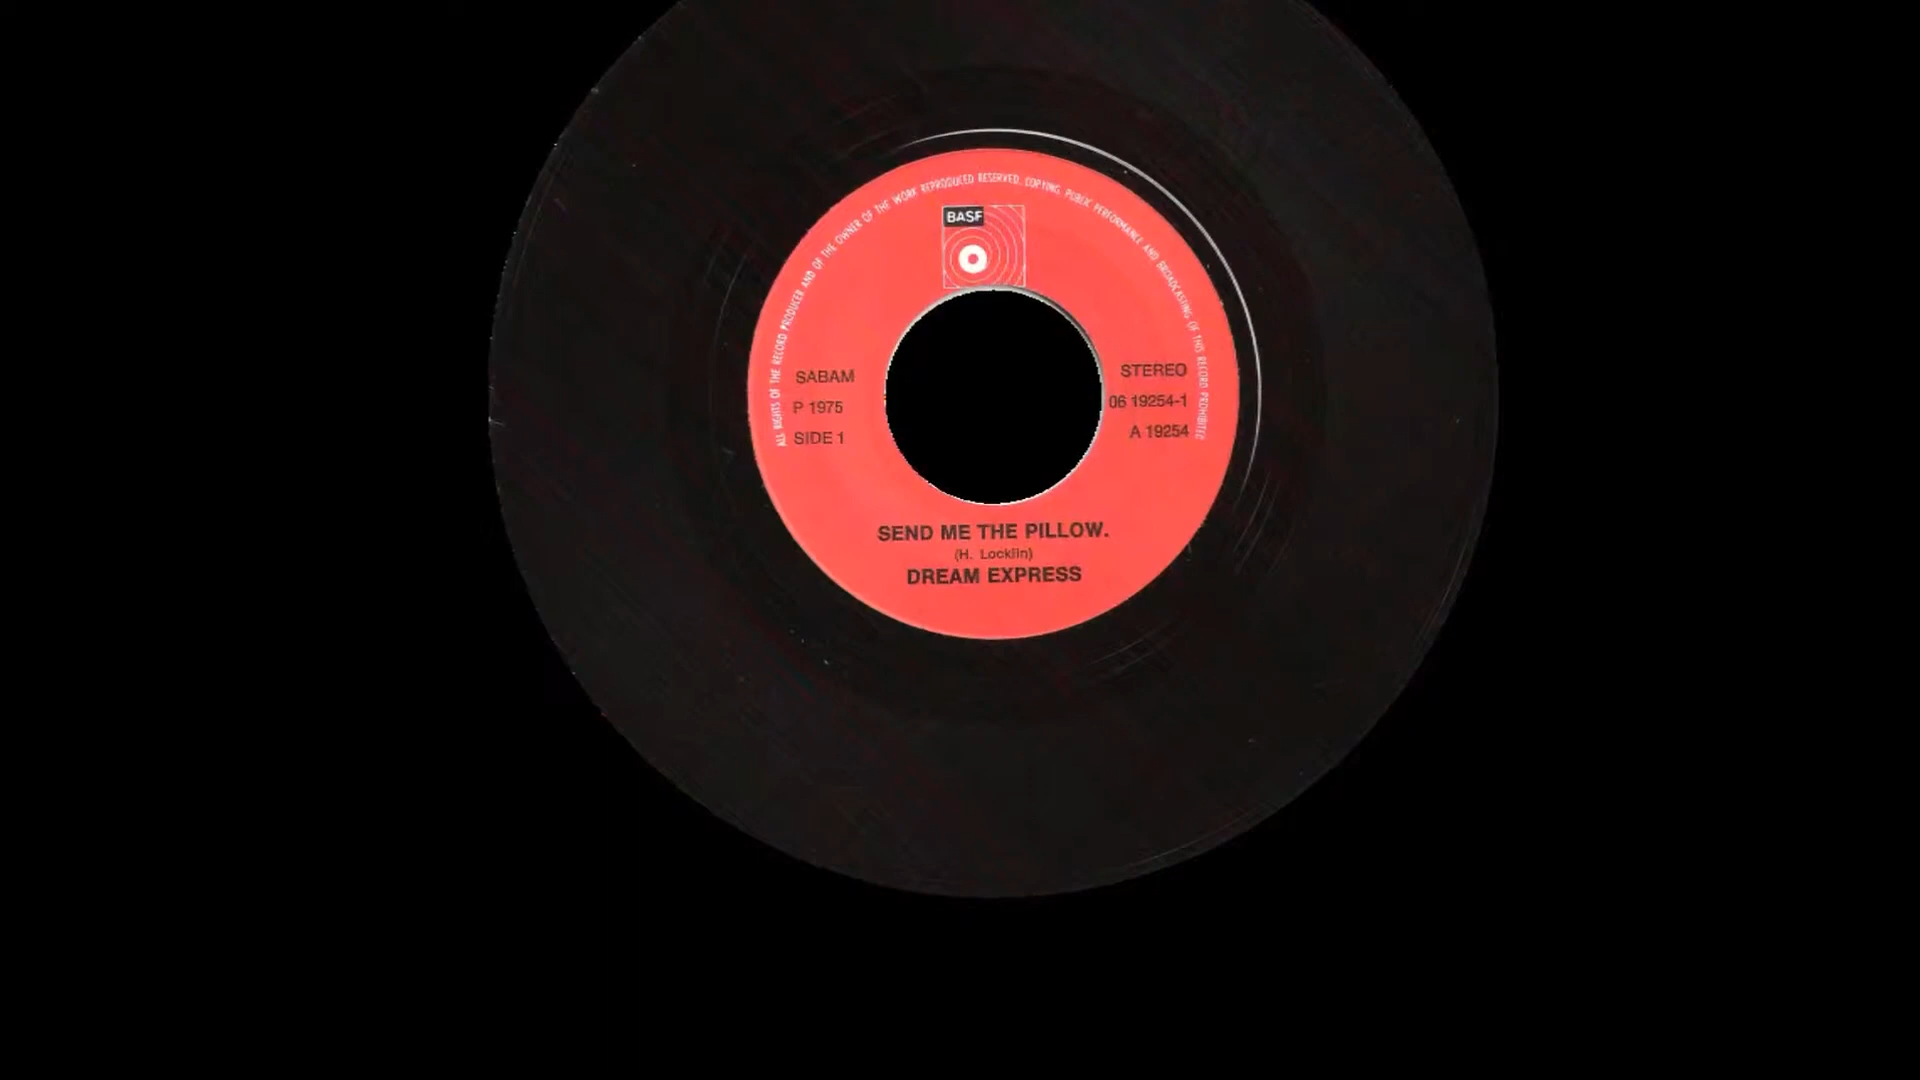 ALL RIGHTS OF THE RECORD PRODUCER AND OF THE OWNER OF THE WORK REPRODUCED RESERVED. COPYING, PUBLIC PERFORMANCE AND BROADCASTING OF THIS RECORD PROHIBITED
BASF
SABAM
P 1975
SIDE 1
STEREO
06 19254-1
A 19254
SEND ME THE PILLOW.
(H. Locklin)
DREAM EXPRESS